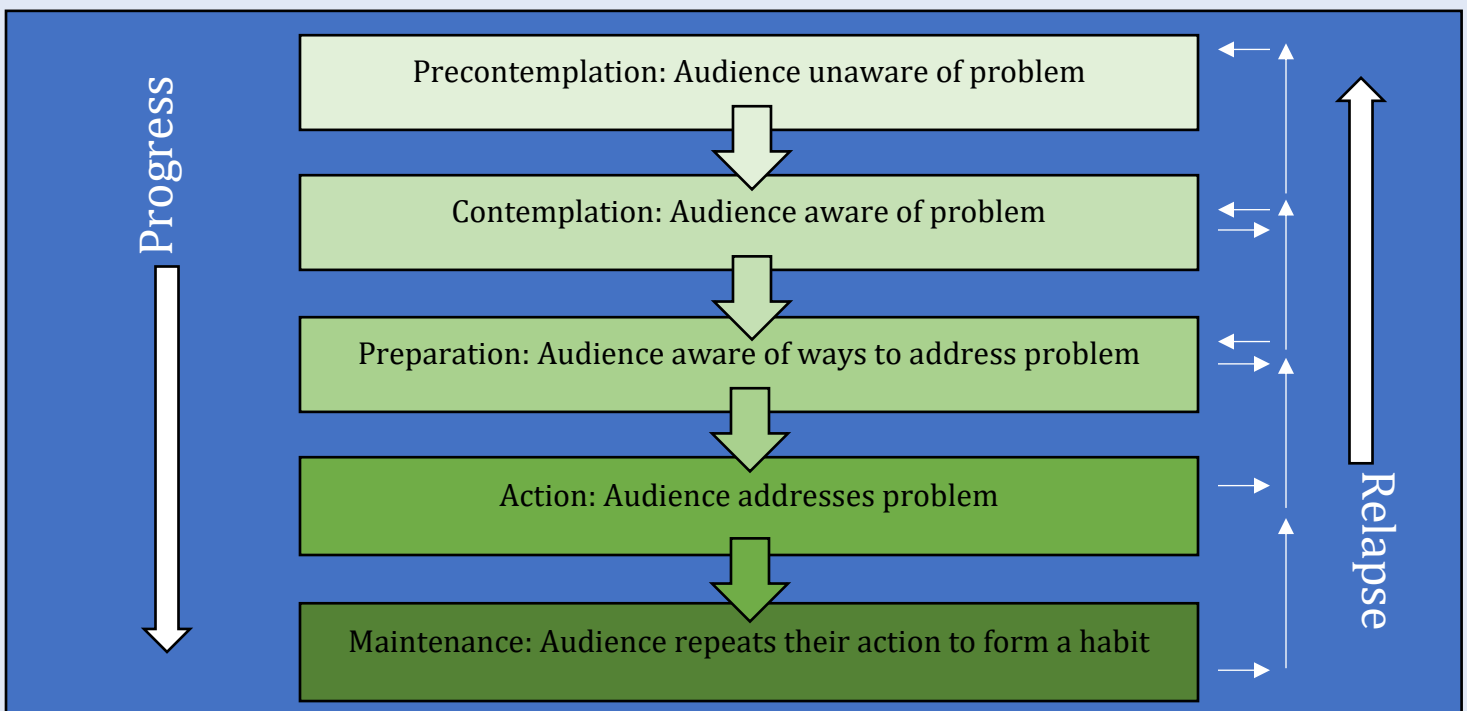 Progress
Precontemplation: Audience unaware of problem
Contemplation: Audience aware of problem
Preparation: Audience aware of ways to address problem
Action: Audience addresses problem
Maintenance: Audience repeats their action to form a habit
Relapse